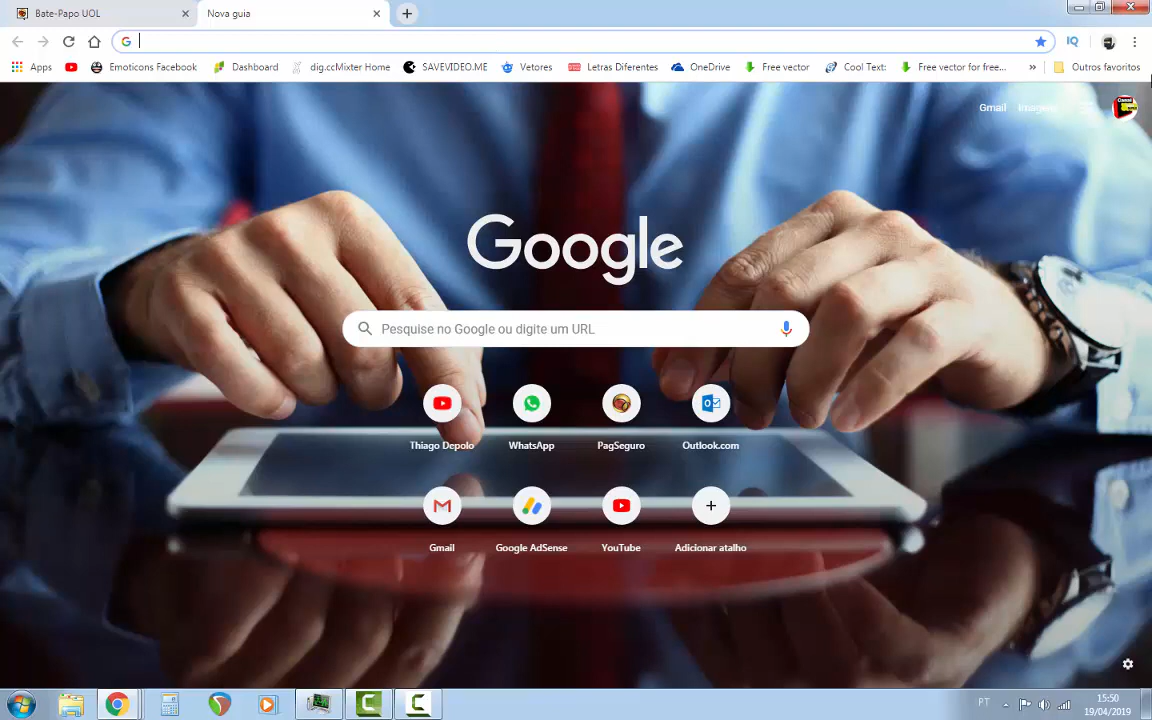 Bate-Papo UOL
Nova guia
Apps
Emoticons Facebook
Dashboard
dig.ccMixter Home
SAVEVIDEO.ME
Vetores
Letras Diferentes
OneDrive
Free vector
Cool Text:
Free vector for free...
»
Outros favoritos
Gmail
Imagens
Google
Pesquise no Google ou digite um URL
Thiago Depolo
WhatsApp
PagSeguro
Outlook.com
Gmail
Google AdSense
YouTube
Adicionar atalho
PT
15:50
19/04/2019